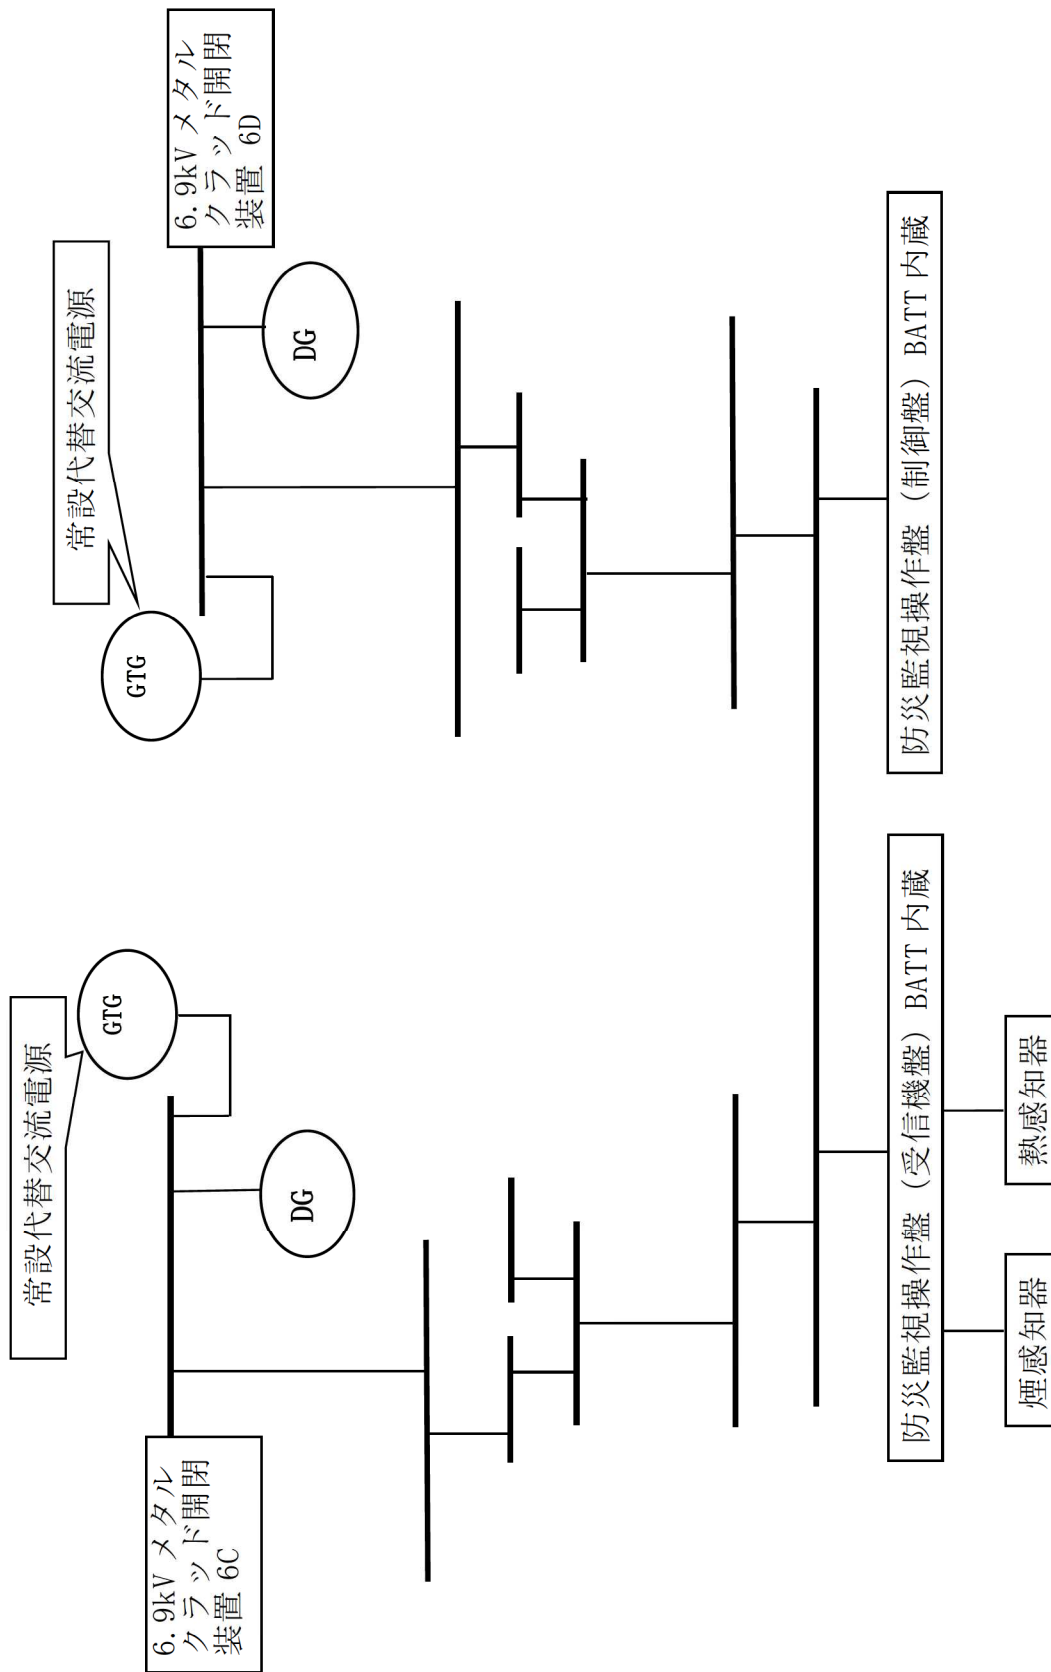 常設代替交流電源
GTG
6.9kV メタル
クラッド開閉
装置 6C
DG
常設代替交流電源
GTG
6.9kV メタル
クラッド開閉
装置 6D
DG
防災監視操作盤（受信機盤）BATT 内蔵
防災監視操作盤（制御盤）BATT 内蔵
煙感知器
熱感知器